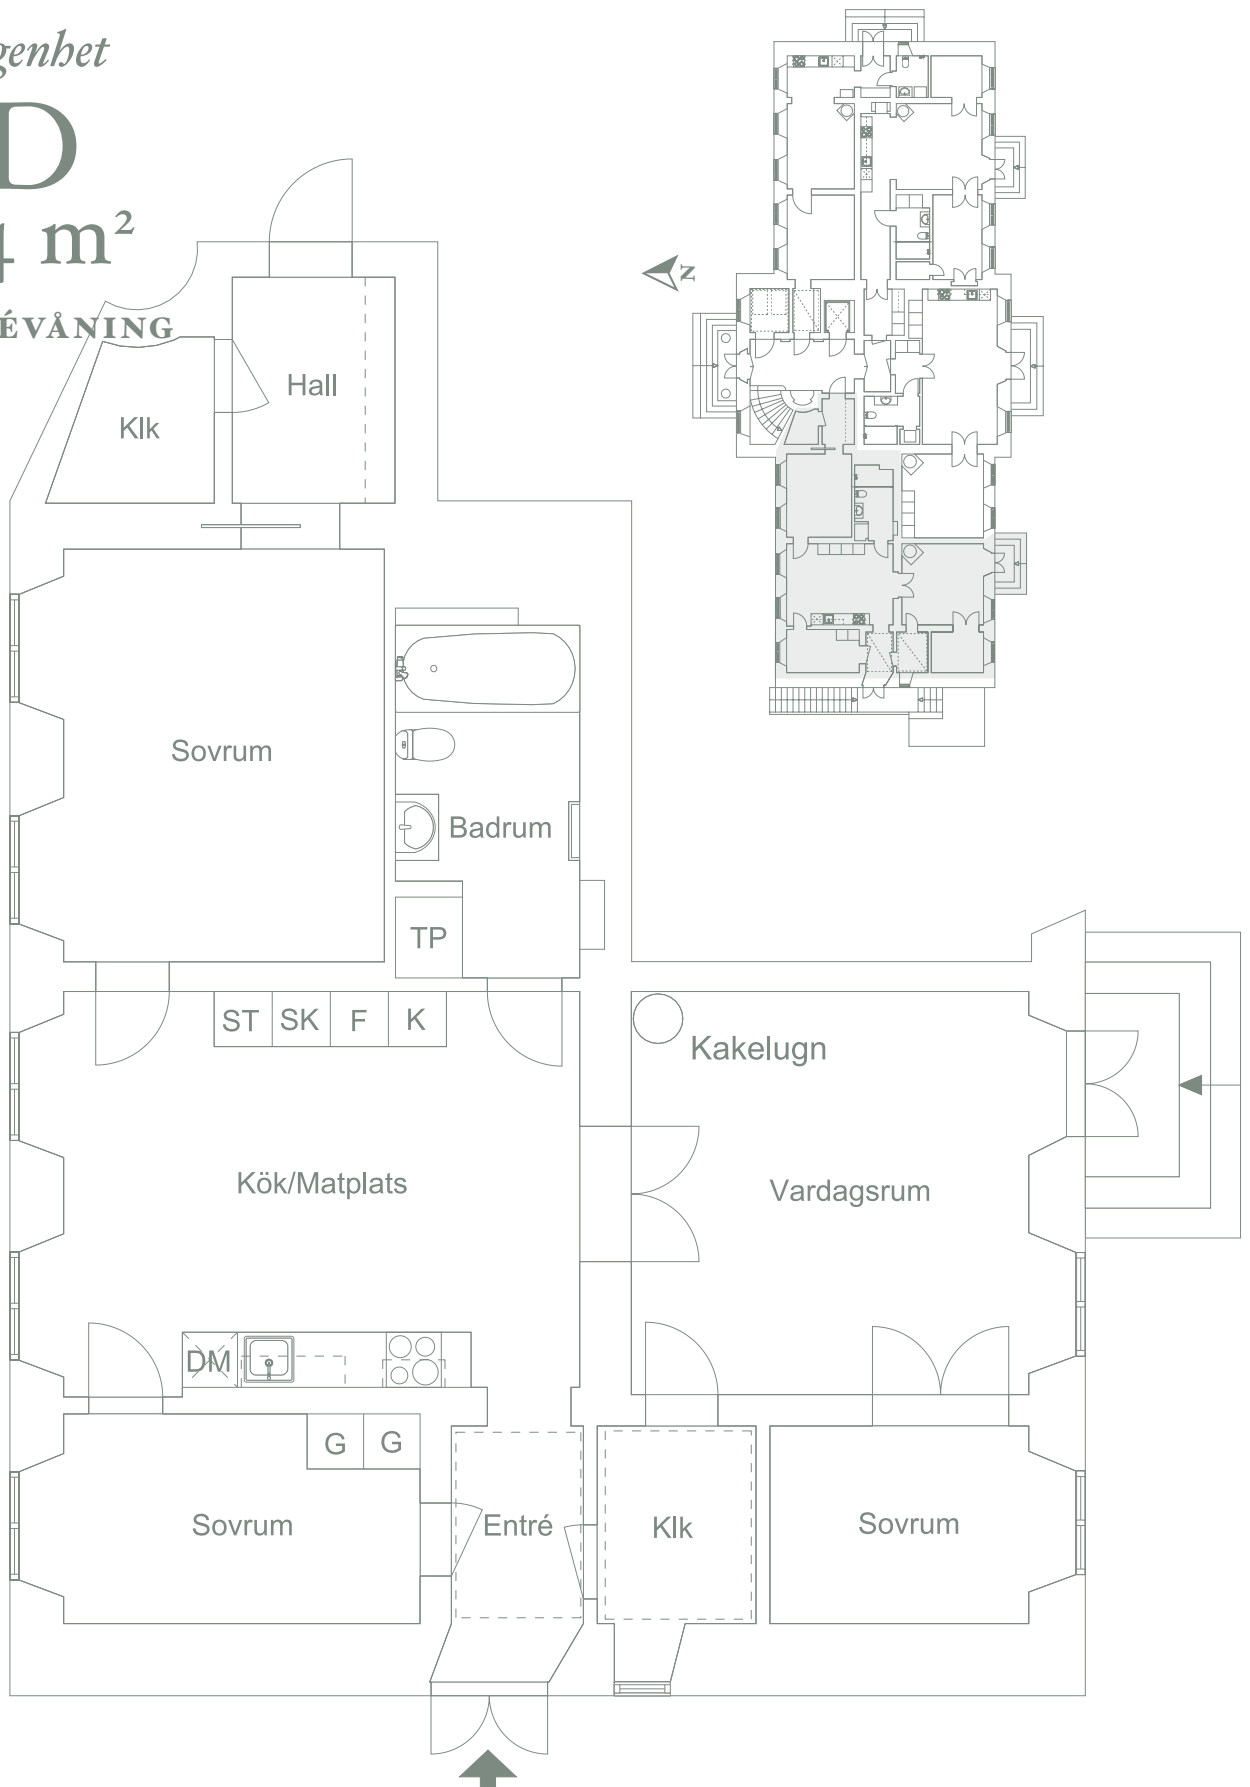 genhet
D
4 m²
ÉVÅNING
N
Hall
Klk
Sovrum
Badrum
TP
ST SK F K
Kakelugn
Kök/Matplats
Vardagsrum
DM
G G
Sovrum
Entré
Klk
Sovrum